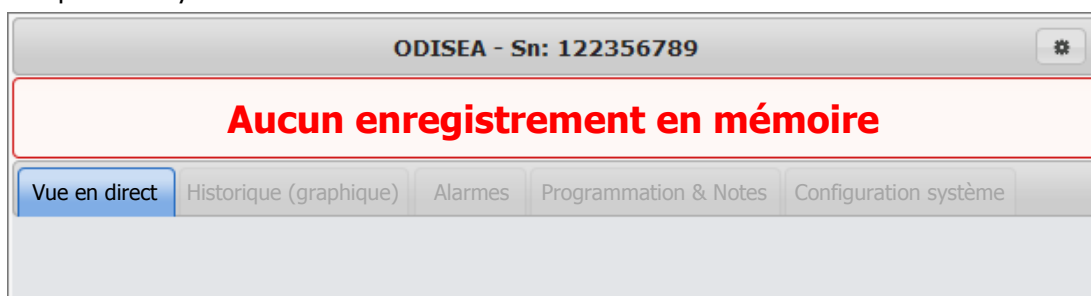 ODISEA - Sn: 122356789
Aucun enregistrement en mémoire
Vue en direct Historique (graphique) Alarmes Programmation & Notes Configuration système